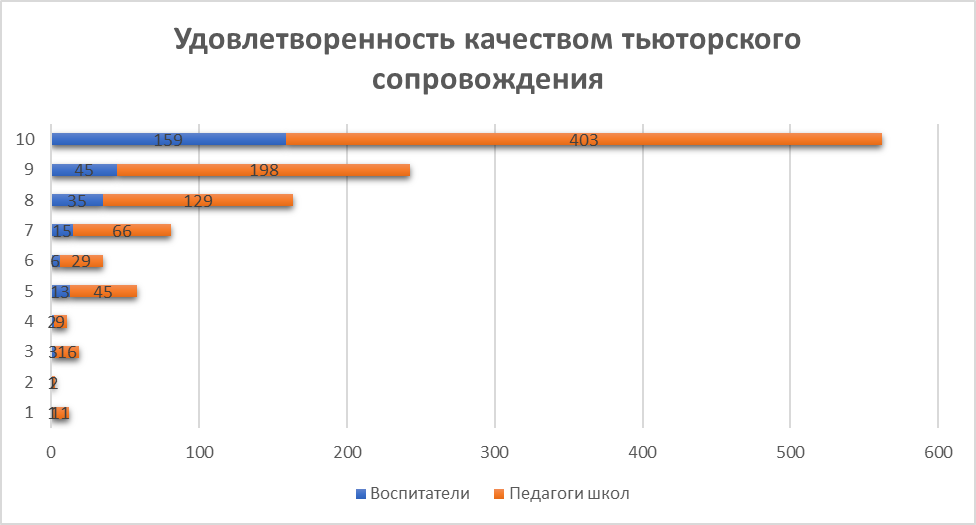 Удовлетворенность качеством тьюторского
сопровождения
10 159 403
9 45 198
8 35 129
7 15 66
6 6 29
5 13 45
4 2 9
3 3 16
2 1 2
1 1 11
0 100 200 300 400 500 600
Воспитатели Педагоги школ